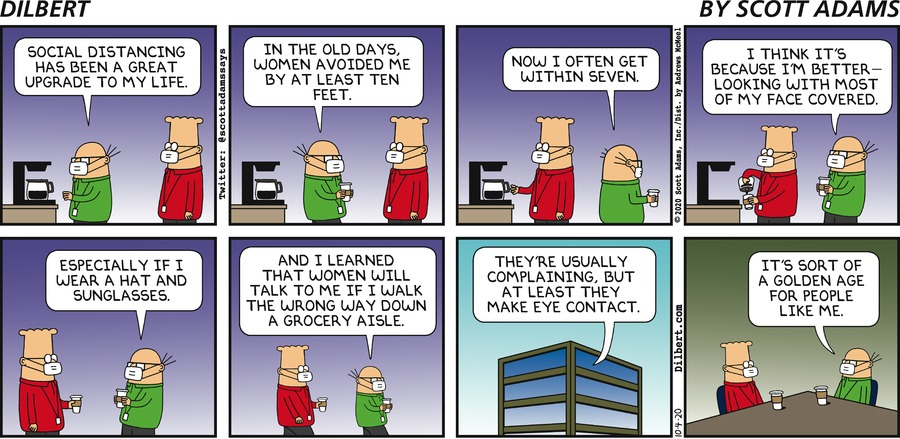 DILBERT
BY SCOTT ADAMS
SOCIAL DISTANCING
HAS BEEN A GREAT
UPGRADE TO MY LIFE.
Twitter: @scottadamssays
IN THE OLD DAYS,
WOMEN AVOIDED ME
BY AT LEAST TEN
FEET.
NOW I OFTEN GET
WITHIN SEVEN.
©2020 Scott Adams, Inc./Dist. by Andrews McMeel
I THINK IT'S
BECAUSE I'M BETTER-
LOOKING WITH MOST
OF MY FACE COVERED.
ESPECIALLY IF I
WEAR A HAT AND
SUNGLASSES.
AND I LEARNED
THAT WOMEN WILL
TALK TO ME IF I WALK
THE WRONG WAY DOWN
A GROCERY AISLE.
THEY'RE USUALLY
COMPLAINING, BUT
AT LEAST THEY
MAKE EYE CONTACT.
10-4-20 Dilbert.com
IT'S SORT OF
A GOLDEN AGE
FOR PEOPLE
LIKE ME.